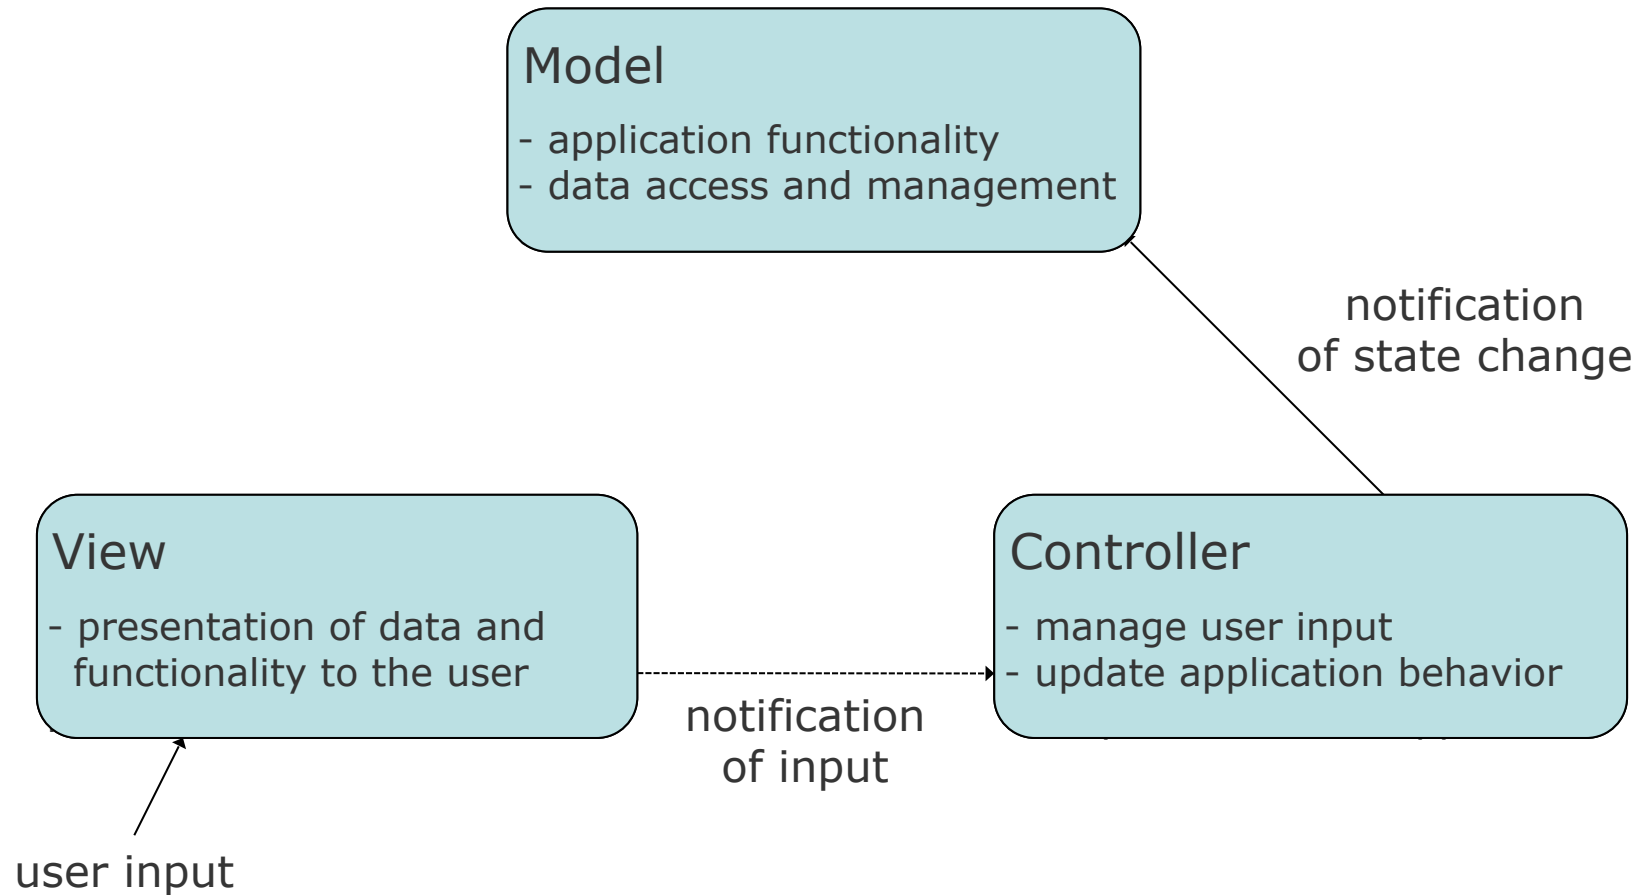 Model
- application functionality
- data access and management
notification
of state change
View
- presentation of data and
functionality to the user
Controller
- manage user input
- update application behavior
notification
of input
user input